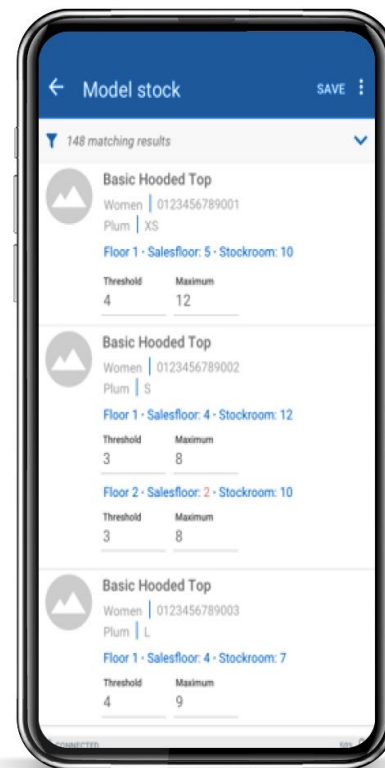 Model stock SAVE
148 matching results
Basic Hooded Top
Women | 0123456789001
Plum | XS
Floor 1 · Salesfloor: 5 · Stockroom: 10
Threshold Maximum
4 12
Basic Hooded Top
Women | 0123456789002
Plum | S
Floor 1 · Salesfloor: 4 · Stockroom: 12
Threshold Maximum
3 8
Floor 2 · Salesfloor: 2 · Stockroom: 10
Threshold Maximum
3 8
Basic Hooded Top
Women | 0123456789003
Plum | L
Floor 1 · Salesfloor: 4 · Stockroom: 7
Threshold Maximum
4 9
CONNECTED